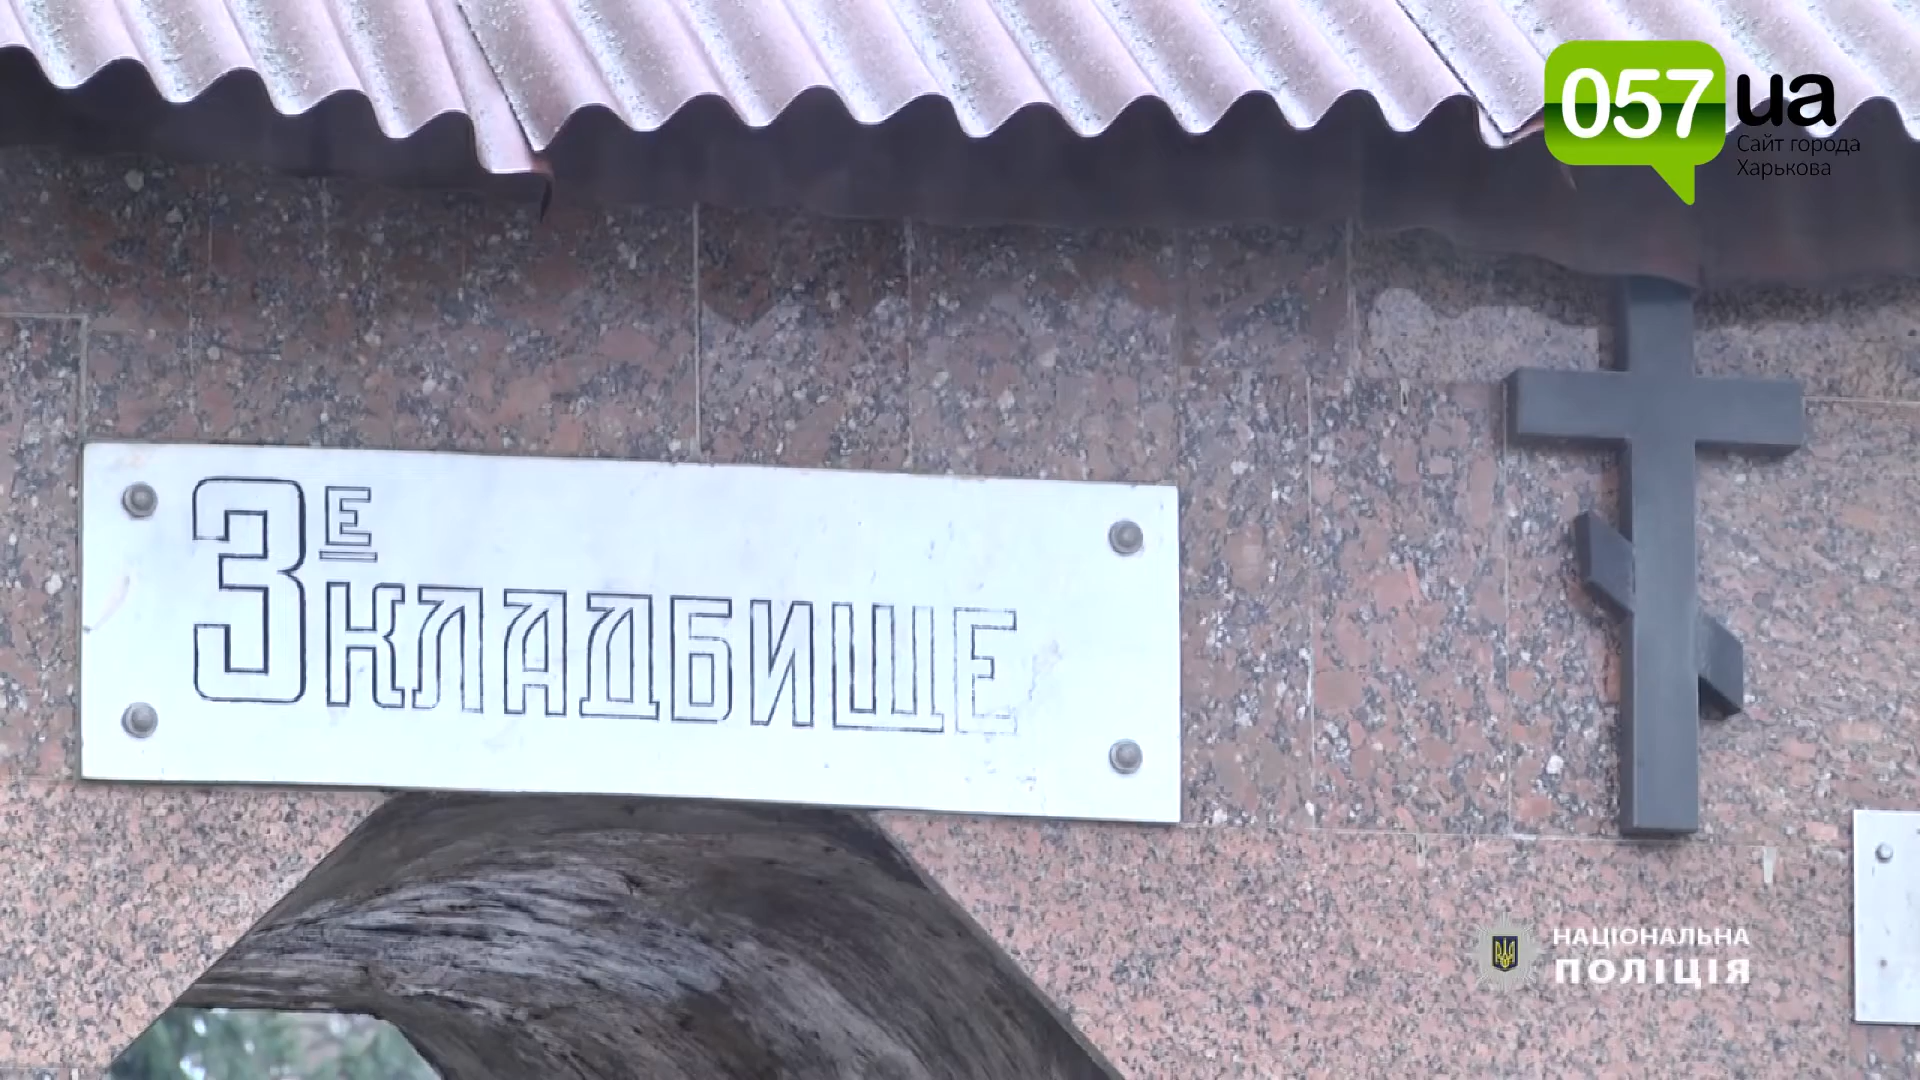 057 ua
Сайт города
Харькова
3Е
КЛАДБИЩЕ
НАЦІОНАЛЬНА
ПОЛІЦІЯ